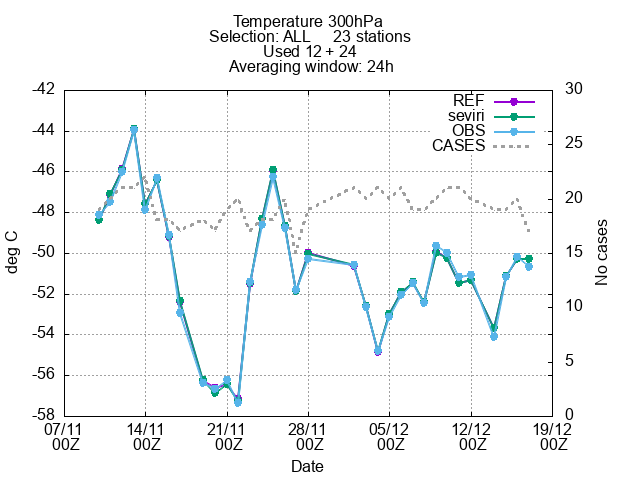 Temperature 300hPa
Selection: ALL 23 stations
Used 12 + 24
Averaging window: 24h
-42 30
REF
seviri
OBS
CASES
-44 25
-46
-48 20
-50 15
-52 10
-54
-56 5
-58 0
deg C
No cases
07/11 14/11 21/11 28/11 05/12 12/12 19/12
00Z 00Z 00Z 00Z 00Z 00Z 00Z
Date